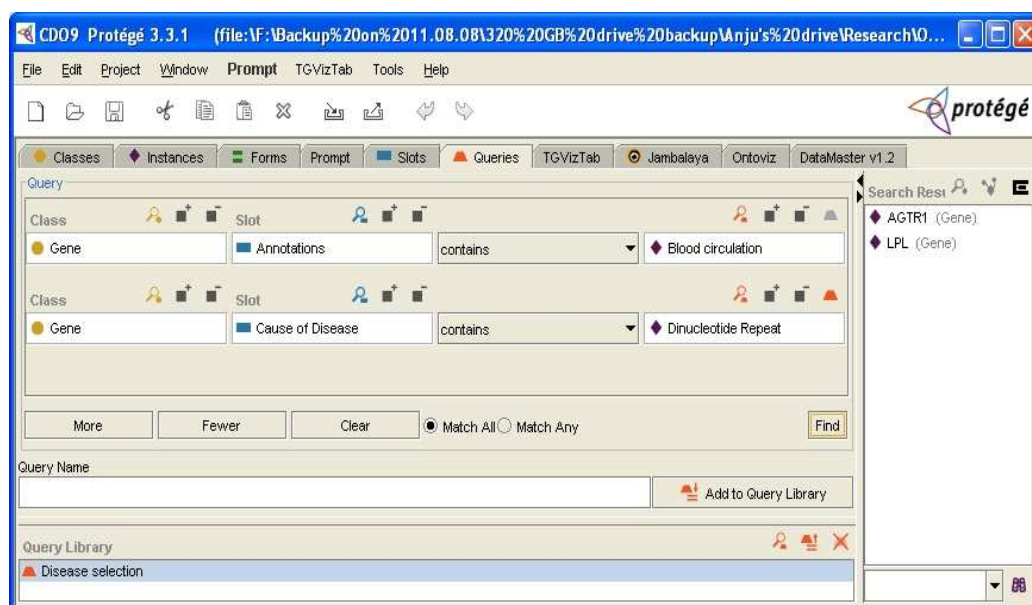 CDO9 Protégé 3.3.1 (file:\F:\Backup%20on%2011.08.08\320%20GB%20drive%20backup\Anju's%20drive\Research\O...
File Edit Project Window Prompt TGVizTab Tools Help
protégé
Classes Instances Forms Prompt Slots Queries TGVizTab Jambalaya Ontoviz DataMaster v1.2
Query
Search Resu
Class Slot
AGTR1 (Gene)
Gene Annotations contains Blood circulation
LPL (Gene)
Class Slot
Gene Cause of Disease contains Dinucleotide Repeat
More Fewer Clear Match All Match Any Find
Query Name
Add to Query Library
Query Library
Disease selection